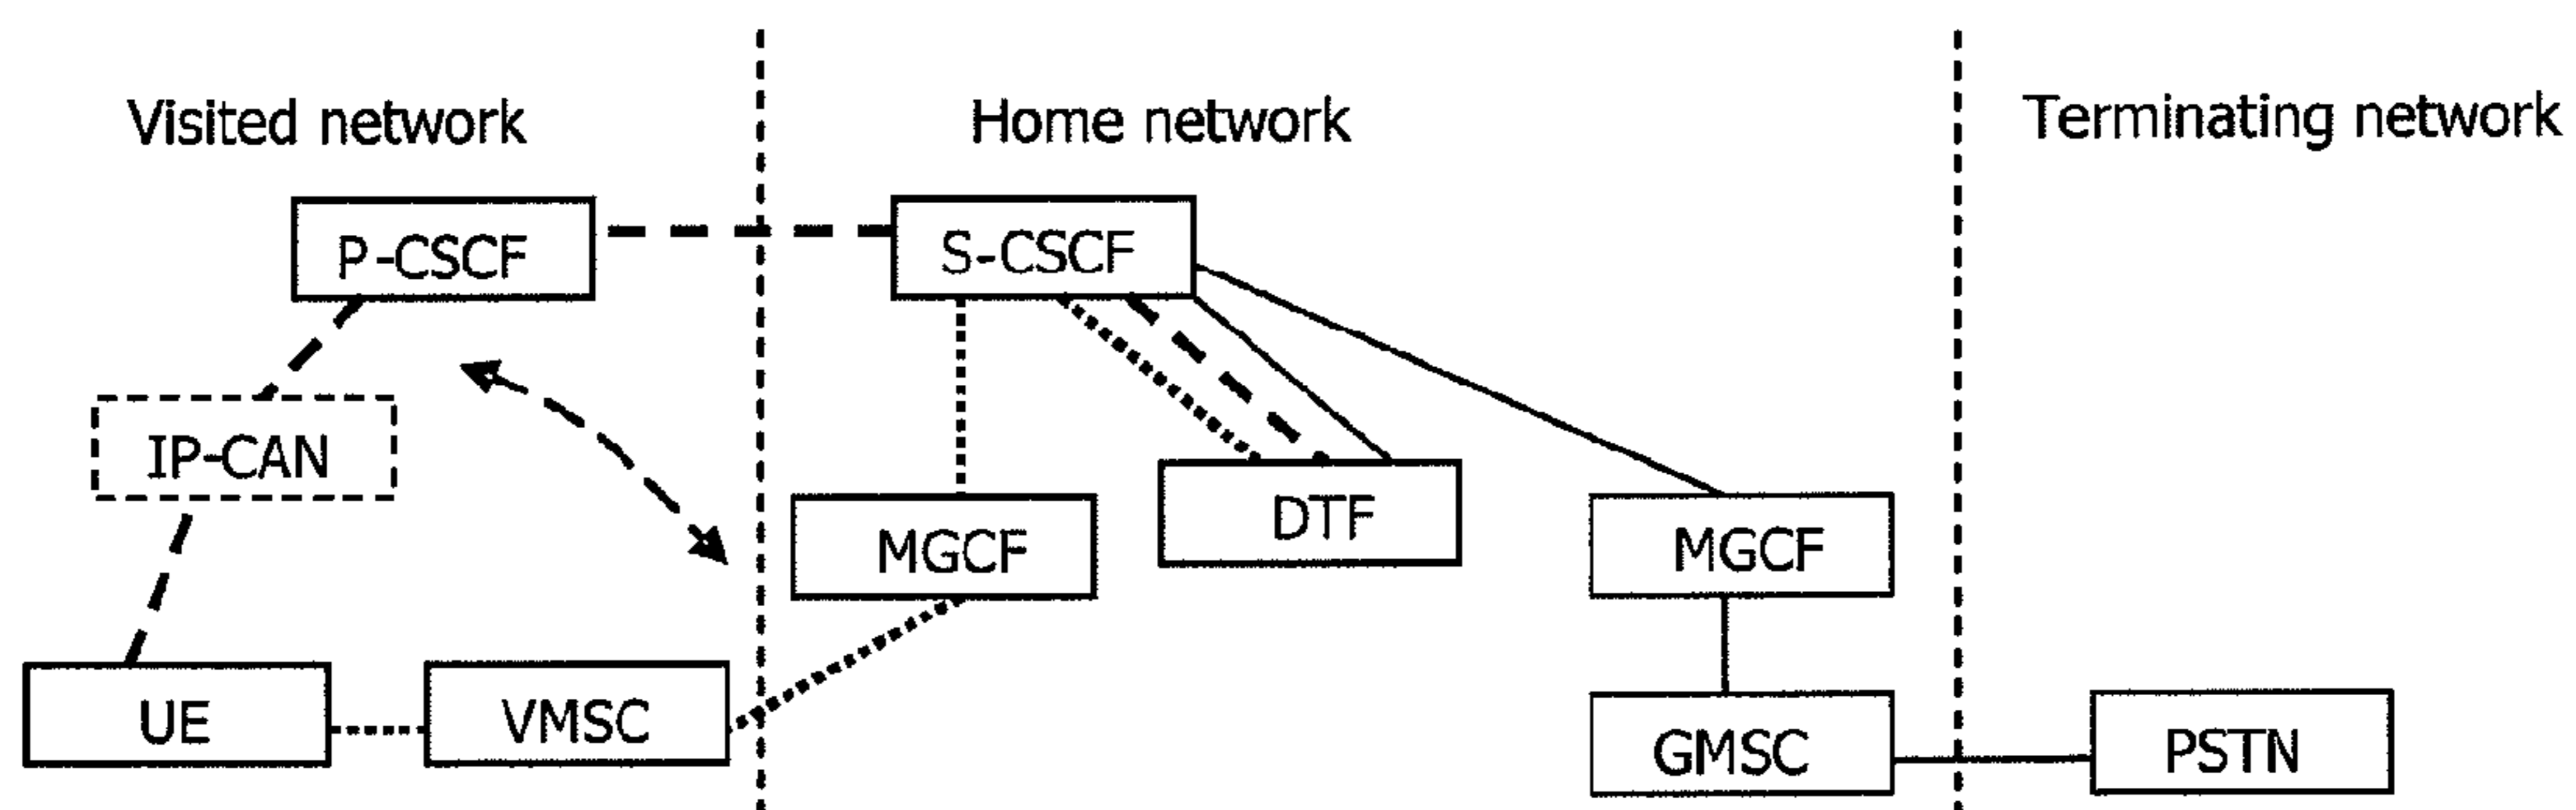 Visited network
Home network
Terminating network
P-CSCF
S-CSCF
IP-CAN
MGCF
DTF
MGCF
UE
VMSC
GMSC
PSTN